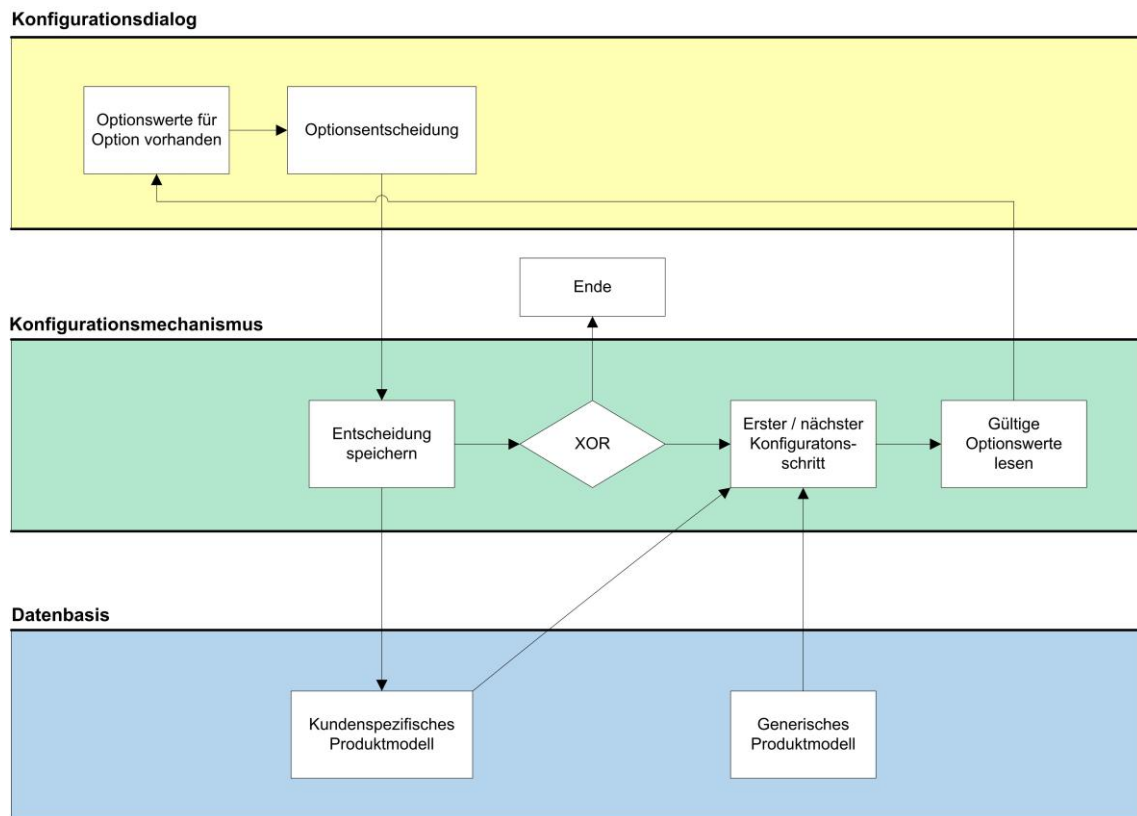 Konfigurationsdialog
Optionswerte für
Option vorhanden
Optionsentscheidung
Ende
Konfigurationsmechanismus
Entscheidung
speichern
XOR
Erster / nächster
Konfiguratons-
schritt
Gültige
Optionswerte
lesen
Datenbasis
Kundenspezifisches
Produktmodell
Generisches
Produktmodell